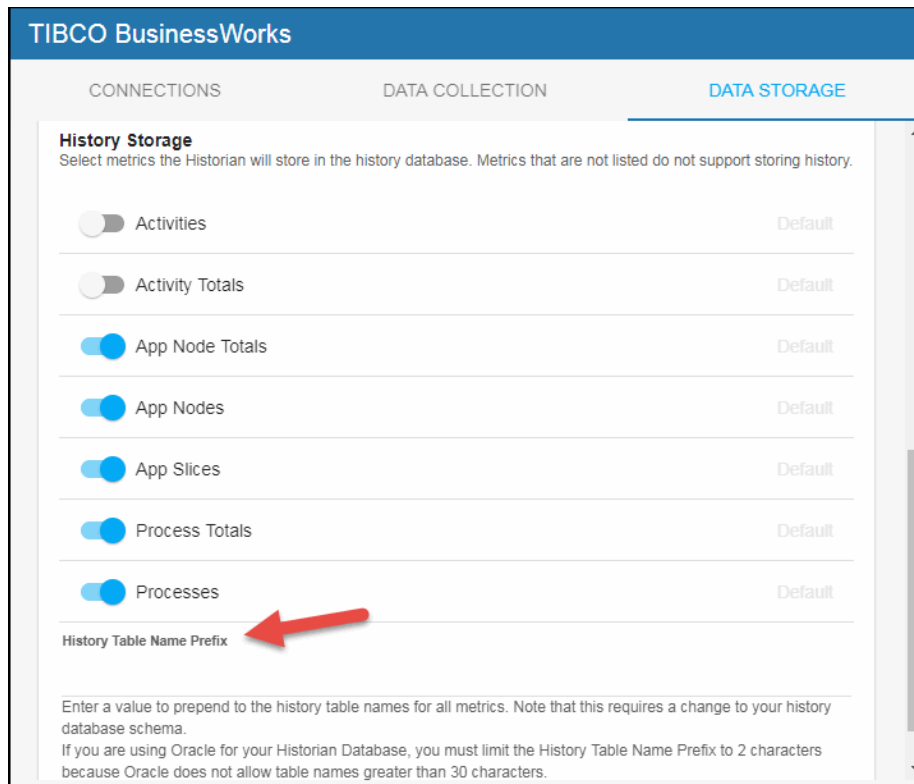 TIBCO BusinessWorks
CONNECTIONS DATA COLLECTION DATA STORAGE
History Storage
Select metrics the Historian will store in the history database. Metrics that are not listed do not support storing history.
Activities Default
Activity Totals Default
App Node Totals Default
App Nodes Default
App Slices Default
Process Totals Default
Processes Default
History Table Name Prefix
Enter a value to prepend to the history table names for all metrics. Note that this requires a change to your history
database schema.
If you are using Oracle for your Historian Database, you must limit the History Table Name Prefix to 2 characters
because Oracle does not allow table names greater than 30 characters.